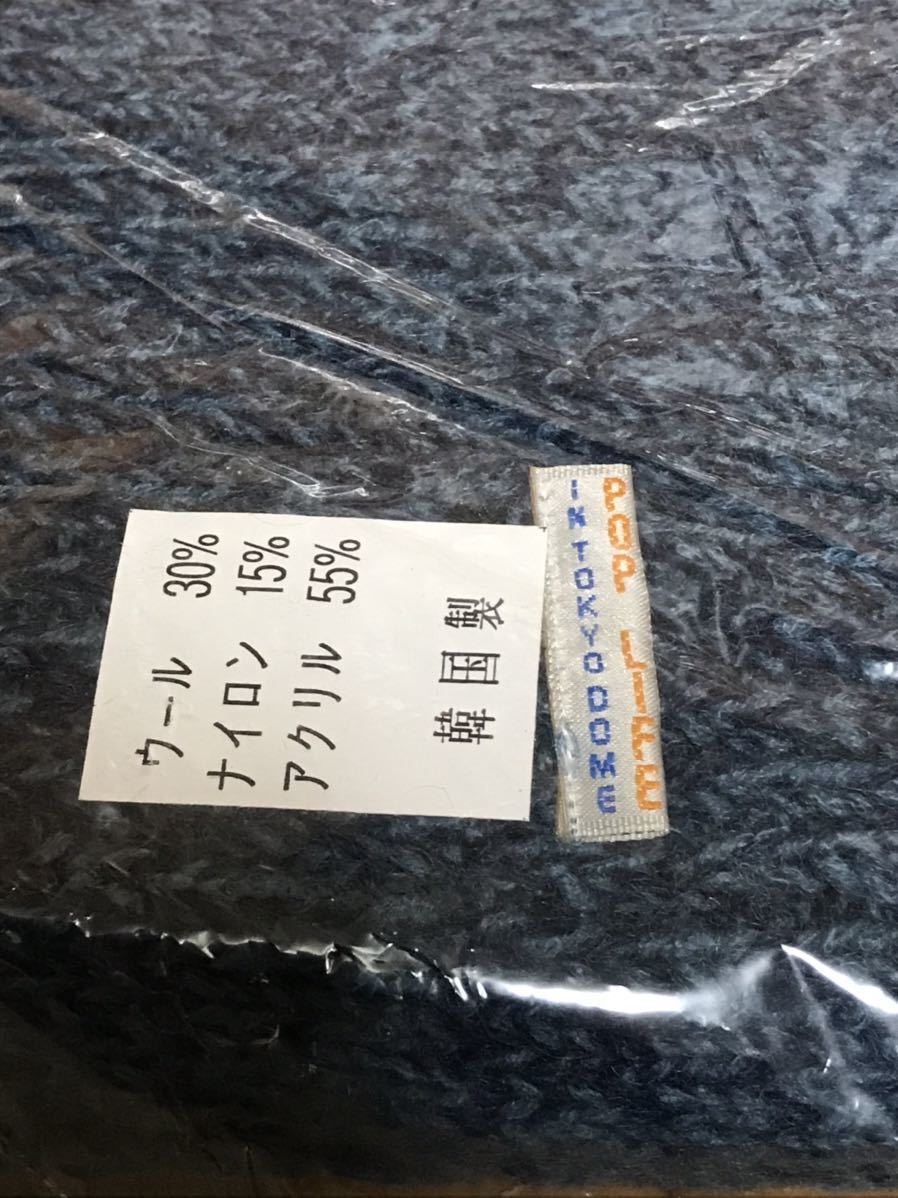 ウール 30%
ナイロン 15%
アクリル 55%
韓国製
POP LIFE
IN TOKYO DOME